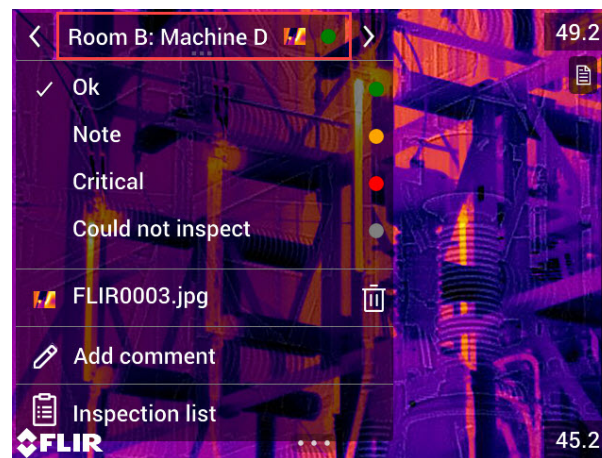 Room B: Machine D
49.2
Ok
Note
Critical
Could not inspect
FLIR0003.jpg
Add comment
Inspection list
FLIR
45.2